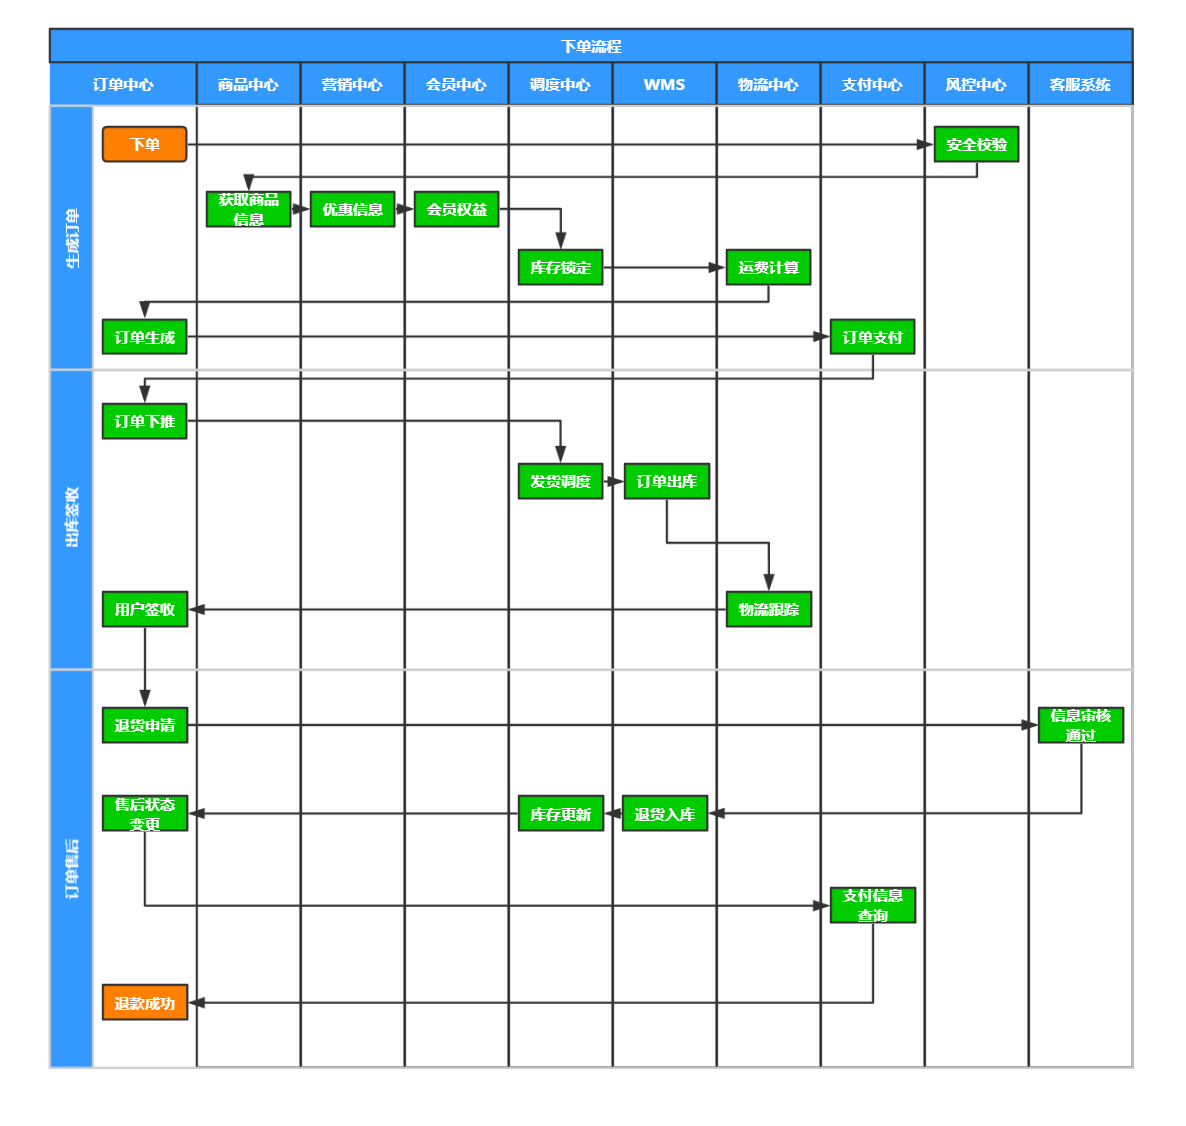 下单流程
订单中心
商品中心
营销中心
会员中心
调度中心
WMS
物流中心
支付中心
风控中心
客服系统
生成订单
下单
安全校验
获取商品
信息
优惠信息
会员权益
库存锁定
运费计算
订单生成
订单支付
出库签收
订单下推
发货调度
订单出库
用户签收
物流跟踪
订单售后
退货申请
信息审核
通过
售后状态
变更
库存更新
退货入库
支付信息
查询
退款成功